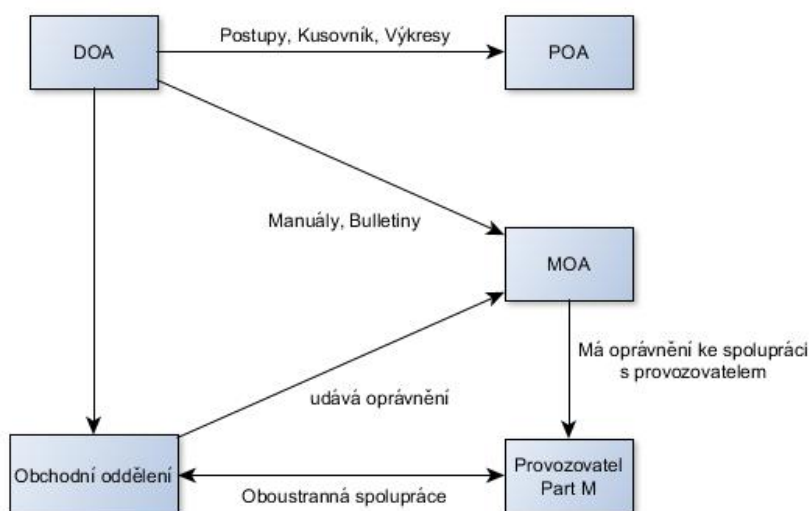 DOA
Postupy, Kusovník, Výkresy
POA
Manuály, Bulletiny
MOA
Má oprávnění ke spolupráci
s provozovatelem
udává oprávnění
Obchodní oddělení
Oboustranná spolupráce
Provozovatel
Part M